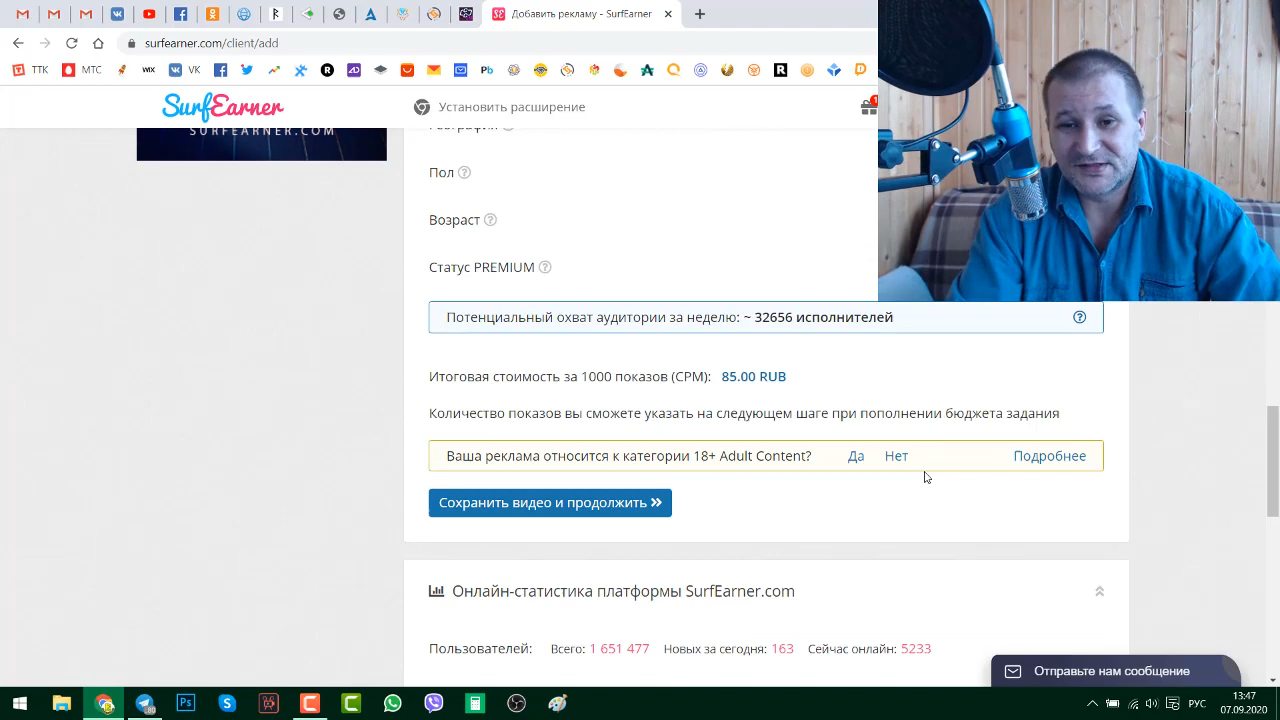 Добавить рекламу - SurfEarner
surfearner.com/client/add
ТТК
МТС
WIX
VK
Pb
SurfEarner
Установить расширение
1
SURFEARNER.COM
География
Пол
Возраст
Статус PREMIUM
Потенциальный охват аудитории за неделю: ~ 32656 исполнителей
Итоговая стоимость за 1000 показов (CPM): 85.00 RUB
Количество показов вы сможете указать на следующем шаге при пополнении бюджета задания
Ваша реклама относится к категории 18+ Adult Content? Да Нет Подробнее
Сохранить видео и продолжить
Онлайн-статистика платформы SurfEarner.com
Пользователей: Всего: 1 651 477 Новых за сегодня: 163 Сейчас онлайн: 5233
Отправьте нам сообщение
РУС
13:47
07.09.2020